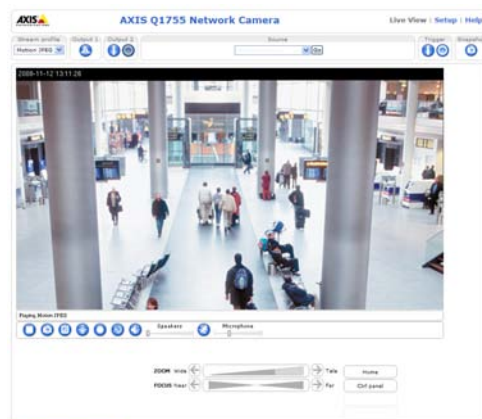 AXIS
AXIS Q1755 Network Camera
Live View | Setup | Help
Stream profile
Output 1
Output 2
Source
Trigger
Snapshot
Motion JPEG
Go
2008-11-12 13:11:28
Playing Motion JPEG
Speakers
Microphone
ZOOM Wide
Tele
Home
FOCUS Near
Far
Ctrl panel